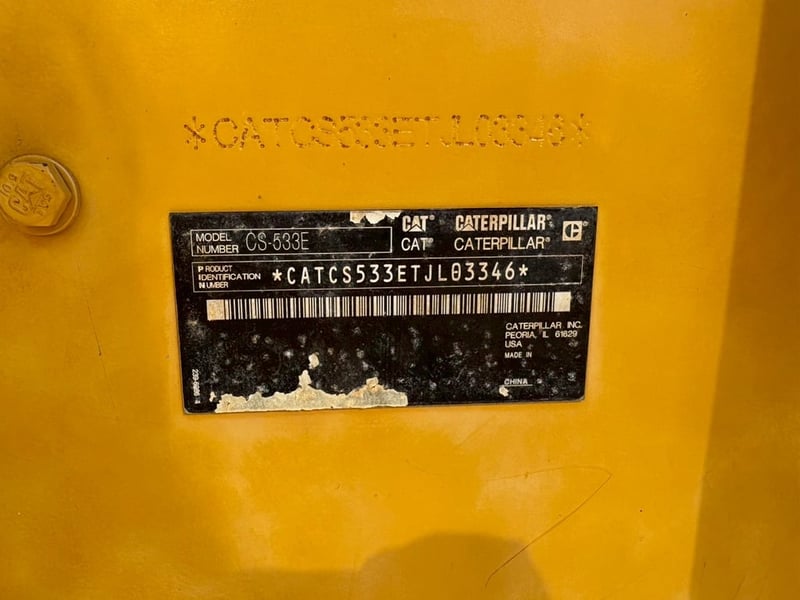 *CATCS533ETJL03346*
CAT® CATERPILLAR® C
MODEL NUMBER CS-533E
CAT® CATERPILLAR®
PRODUCT IDENTIFICATION NUMBER *CATCS533ETJL03346*
CATERPILLAR INC.
PEORIA, IL 61629
USA
MADE IN
CHINA